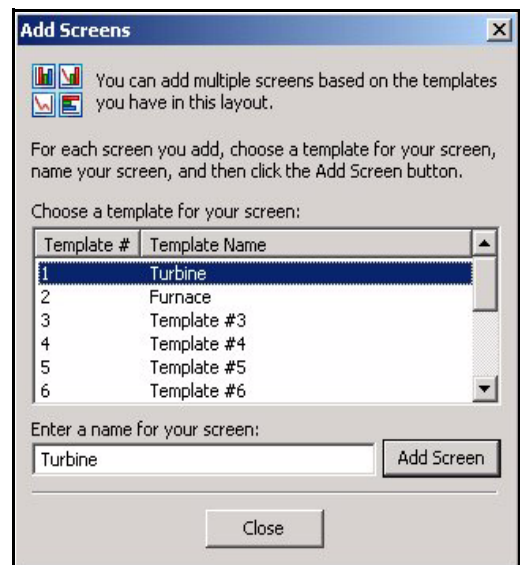 Add Screens
You can add multiple screens based on the templates
you have in this layout.
For each screen you add, choose a template for your screen,
name your screen, and then click the Add Screen button.
Choose a template for your screen:
Template # Template Name
1 Turbine
2 Furnace
3 Template #3
4 Template #4
5 Template #5
6 Template #6
Enter a name for your screen:
Turbine Add Screen
Close